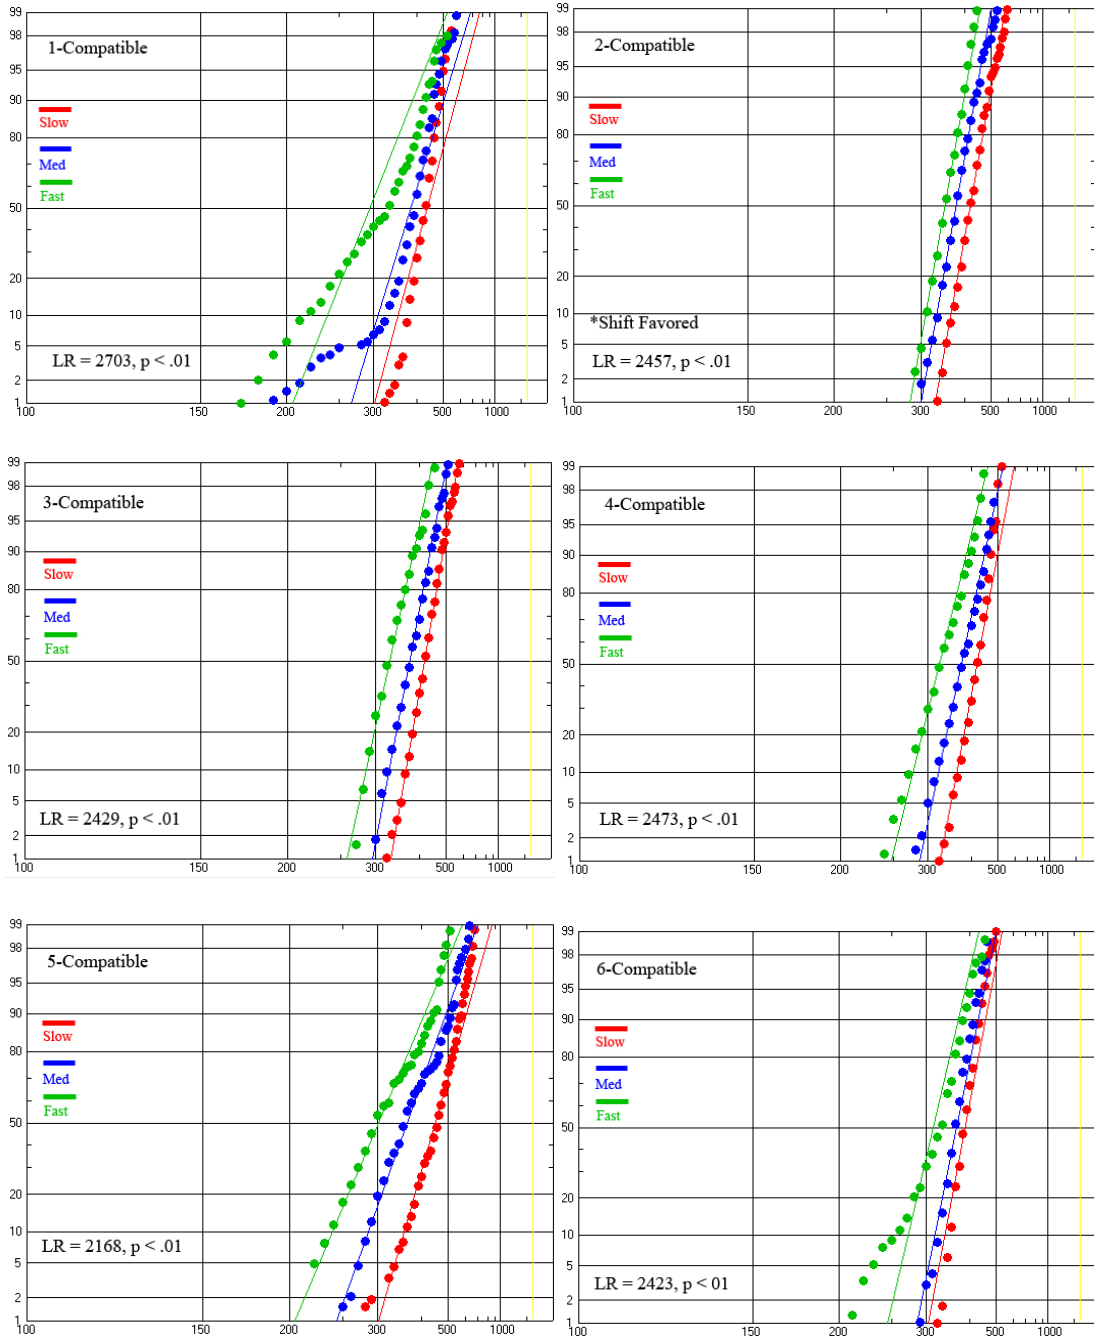 99
98
1-Compatible
95
90
Slow
80
Med
Fast
50
20
10
5
LR = 2703, p < .01
2
1
100 150 200 300 500 1000
99
98
2-Compatible
95
90
Slow
80
Med
Fast
50
20
10
*Shift Favored
5
LR = 2457, p < .01
2
1
100 150 200 300 500 1000
99
98
3-Compatible
95
90
Slow
80
Med
Fast
50
20
10
5
LR = 2429, p < .01
2
1
100 200 300 500 1000
99
98
4-Compatible
95
90
Slow
80
Med
Fast
50
20
10
5
LR = 2473, p < .01
2
1
100 200 300 500 1000
99
98
5-Compatible
95
90
Slow
80
Med
Fast
50
20
10
LR = 2168, p < .01
5
2
1
100 200 300 500 1000
99
98
6-Compatible
95
90
Slow
80
Med
Fast
50
20
10
5
LR = 2423, p < 01
2
1
100 200 300 500 1000